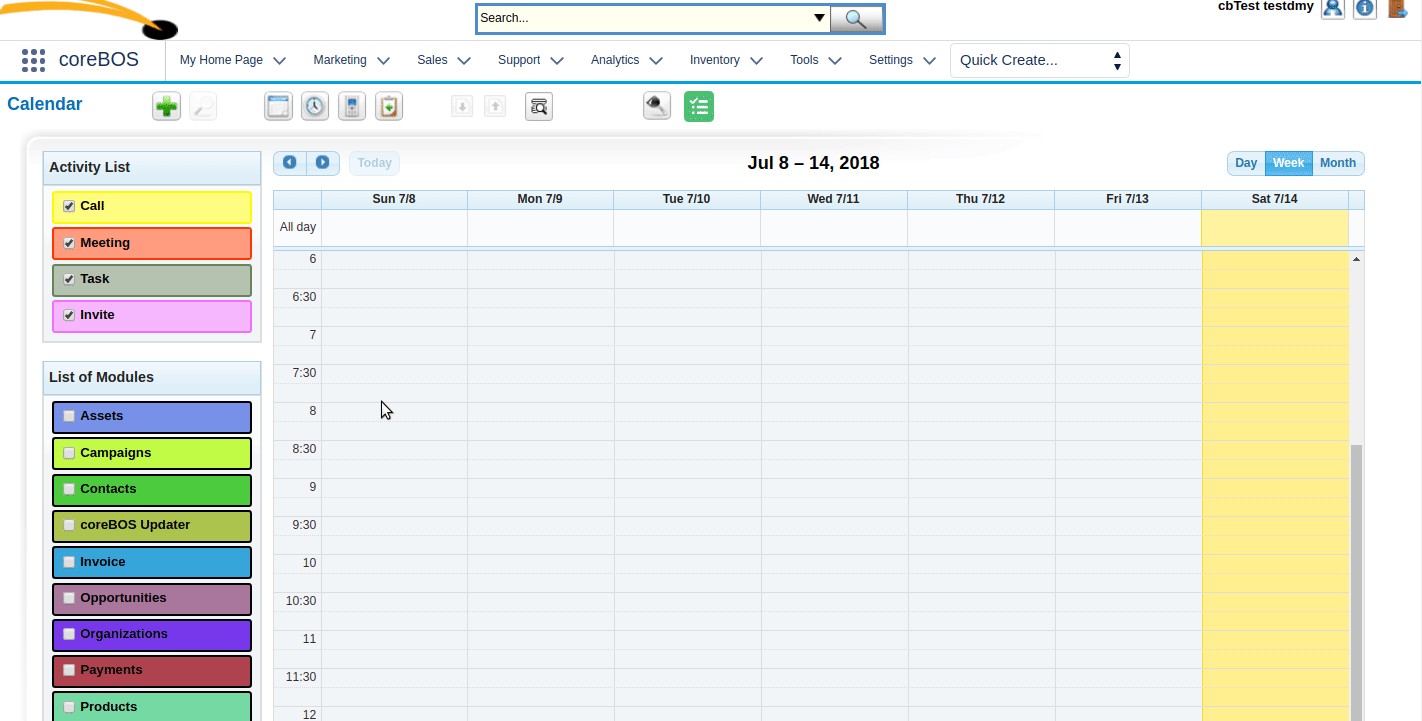 Search...
cbTest testdmy
coreBOS
My Home Page
Marketing
Sales
Support
Analytics
Inventory
Tools
Settings
Quick Create...
Calendar
Activity List
Call
Meeting
Task
Invite
List of Modules
Assets
Campaigns
Contacts
coreBOS Updater
Invoice
Opportunities
Organizations
Payments
Products
Today
Jul 8 – 14, 2018
Day
Week
Month
Sun 7/8
Mon 7/9
Tue 7/10
Wed 7/11
Thu 7/12
Fri 7/13
Sat 7/14
All day
6
6:30
7
7:30
8
8:30
9
9:30
10
10:30
11
11:30
12